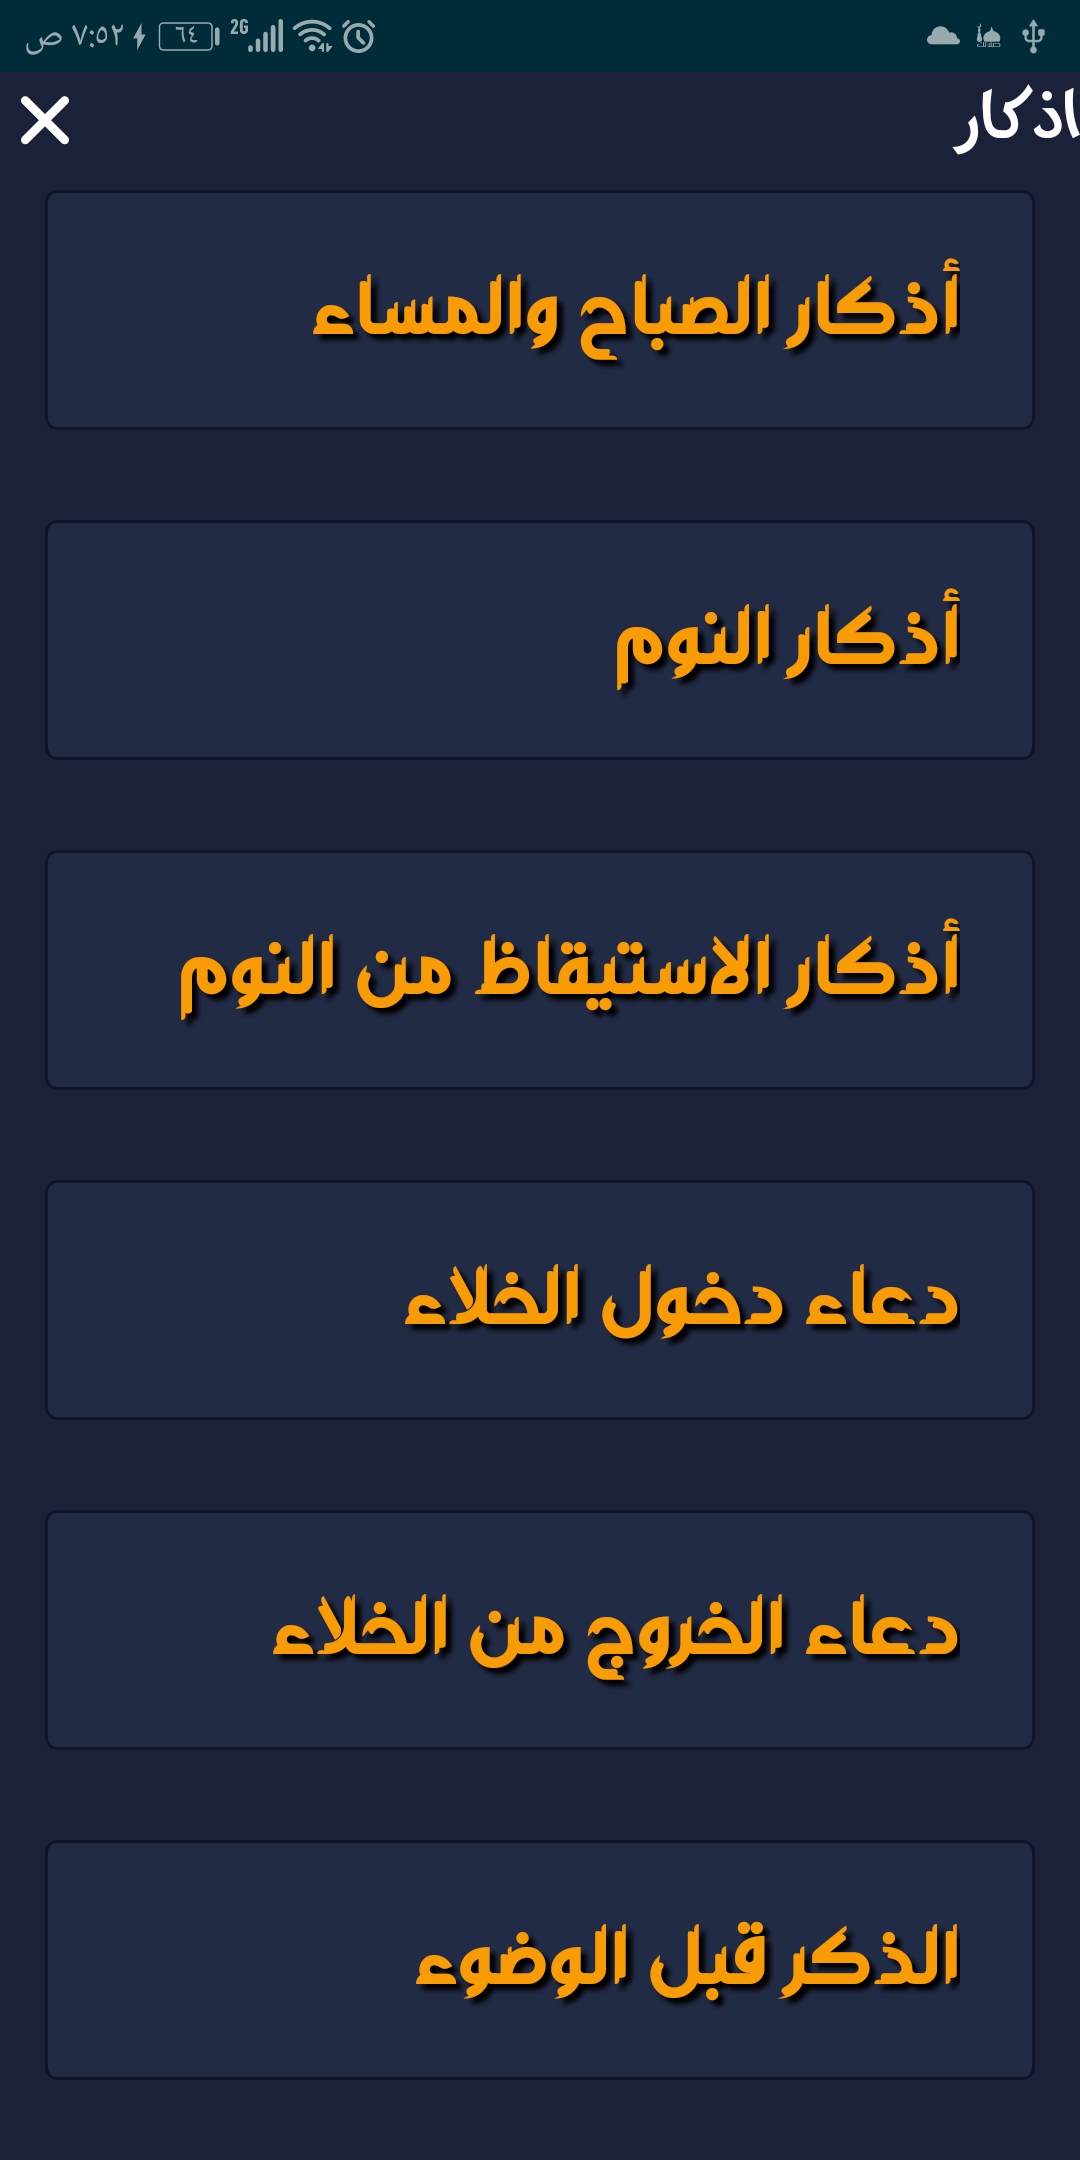 ٧:٥٢ ص
٦٤
2G
اذكار
أذكار الصباح والمساء
أذكار النوم
أذكار الاستيقاظ من النوم
دعاء دخول الخلاء
دعاء الخروج من الخلاء
الذكر قبل الوضوء